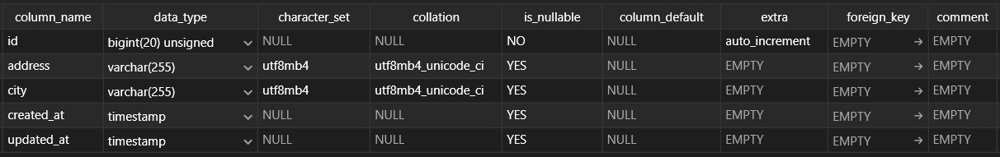 column_name data_type character_set collation is_nullable column_default extra foreign_key comment
id bigint(20) unsigned NULL NULL NO NULL auto_increment EMPTY → EMPTY
address varchar(255) utf8mb4 utf8mb4_unicode_ci YES NULL EMPTY EMPTY → EMPTY
city varchar(255) utf8mb4 utf8mb4_unicode_ci YES NULL EMPTY EMPTY → EMPTY
created_at timestamp NULL NULL YES NULL EMPTY EMPTY → EMPTY
updated_at timestamp NULL NULL YES NULL EMPTY EMPTY → EMPTY